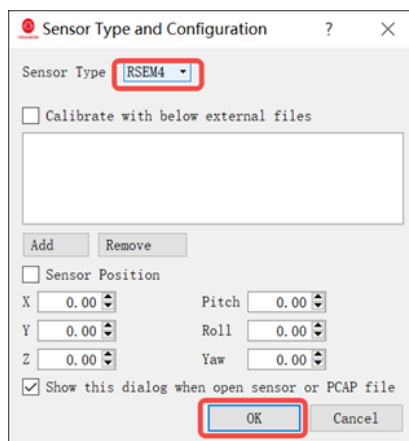 Sensor Type and Configuration ? ×
Sensor Type RSEM4
Calibrate with below external files
Add Remove
Sensor Position
X 0.00 Pitch 0.00
Y 0.00 Roll 0.00
Z 0.00 Yaw 0.00
Show this dialog when open sensor or PCAP file
OK Cancel